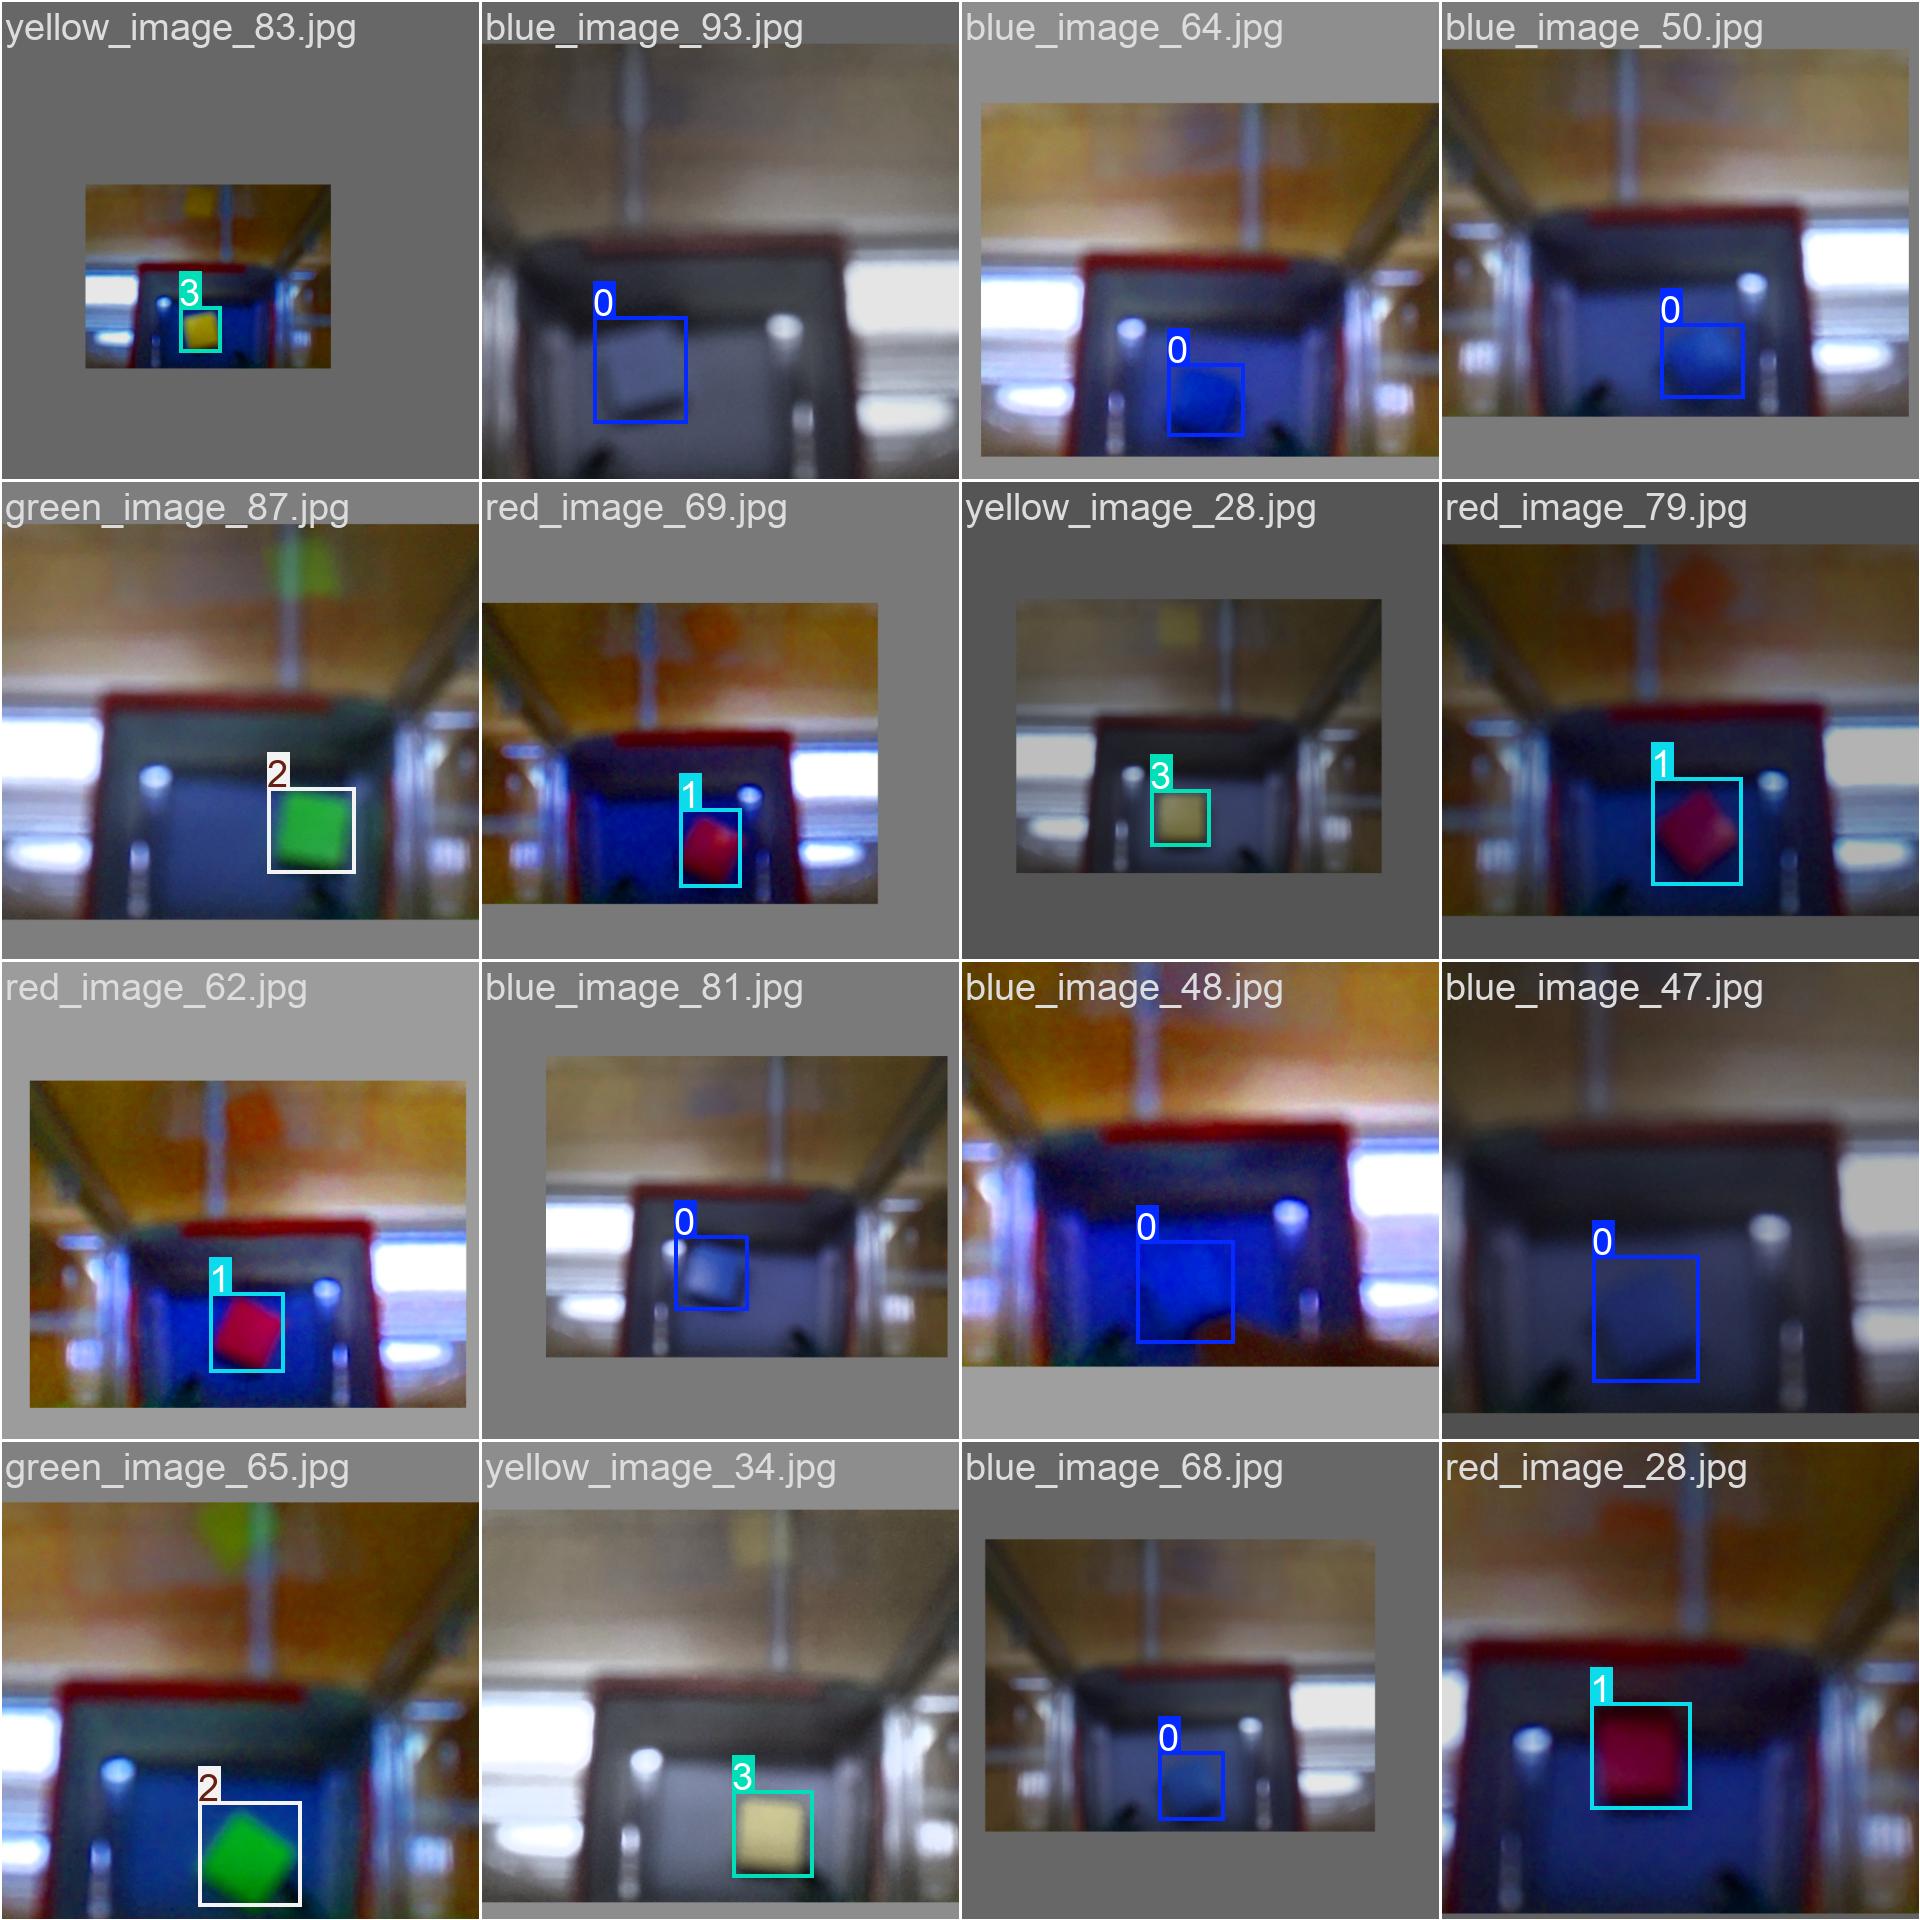 yellow_image_83.jpg
blue_image_93.jpg
blue_image_64.jpg
blue_image_50.jpg
3
0
0
0
green_image_87.jpg
red_image_69.jpg
yellow_image_28.jpg
red_image_79.jpg
2
1
3
1
red_image_62.jpg
blue_image_81.jpg
blue_image_48.jpg
blue_image_47.jpg
1
0
0
0
green_image_65.jpg
yellow_image_34.jpg
blue_image_68.jpg
red_image_28.jpg
2
3
0
1